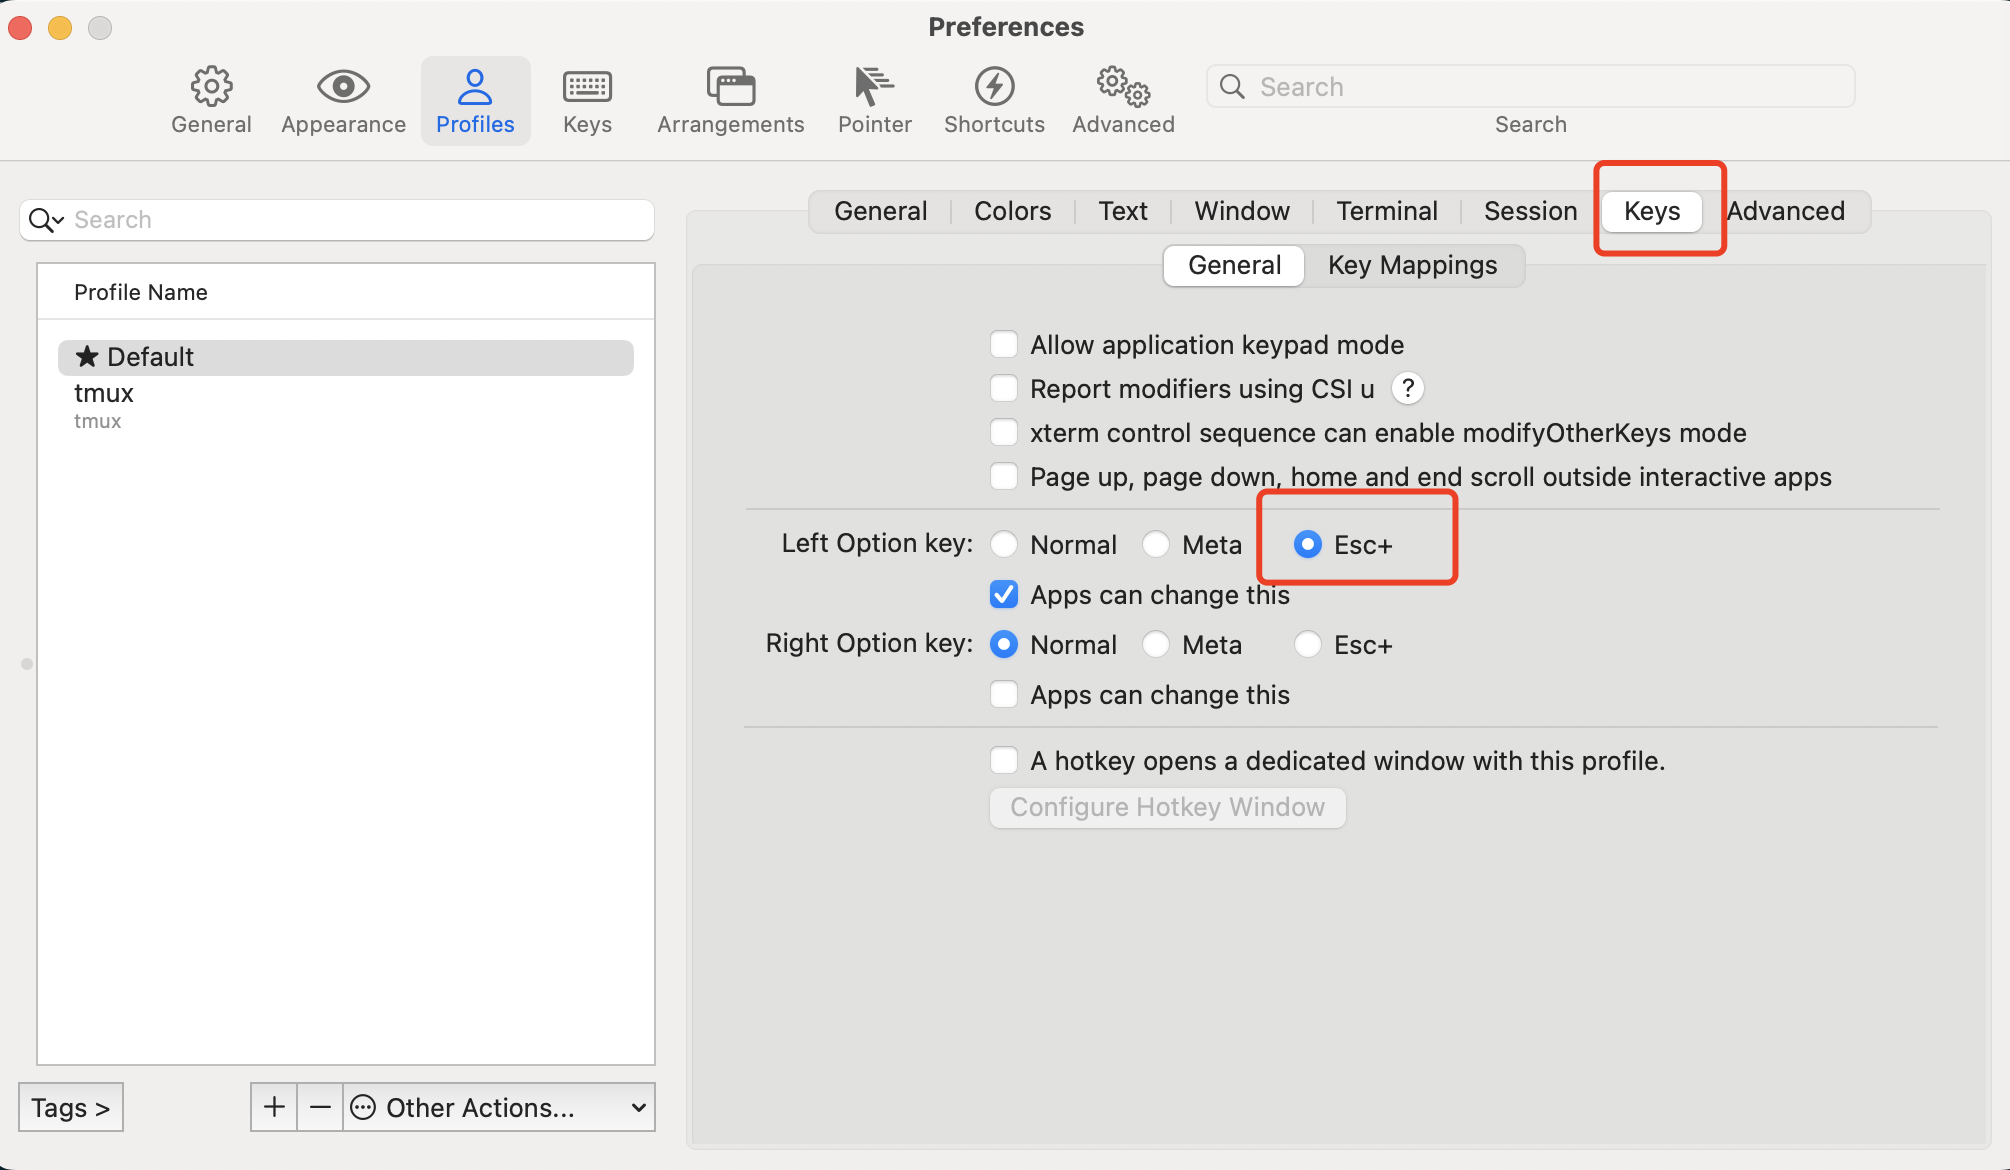 Preferences
General
Appearance
Profiles
Keys
Arrangements
Pointer
Shortcuts
Advanced
Search
Search
Search
Profile Name
★ Default
tmux
tmux
Tags >
+ − Other Actions...
General Colors Text Window Terminal Session Keys Advanced
General Key Mappings
Allow application keypad mode
Report modifiers using CSI u ?
xterm control sequence can enable modifyOtherKeys mode
Page up, page down, home and end scroll outside interactive apps
Left Option key: Normal Meta Esc+
Apps can change this
Right Option key: Normal Meta Esc+
Apps can change this
A hotkey opens a dedicated window with this profile.
Configure Hotkey Window